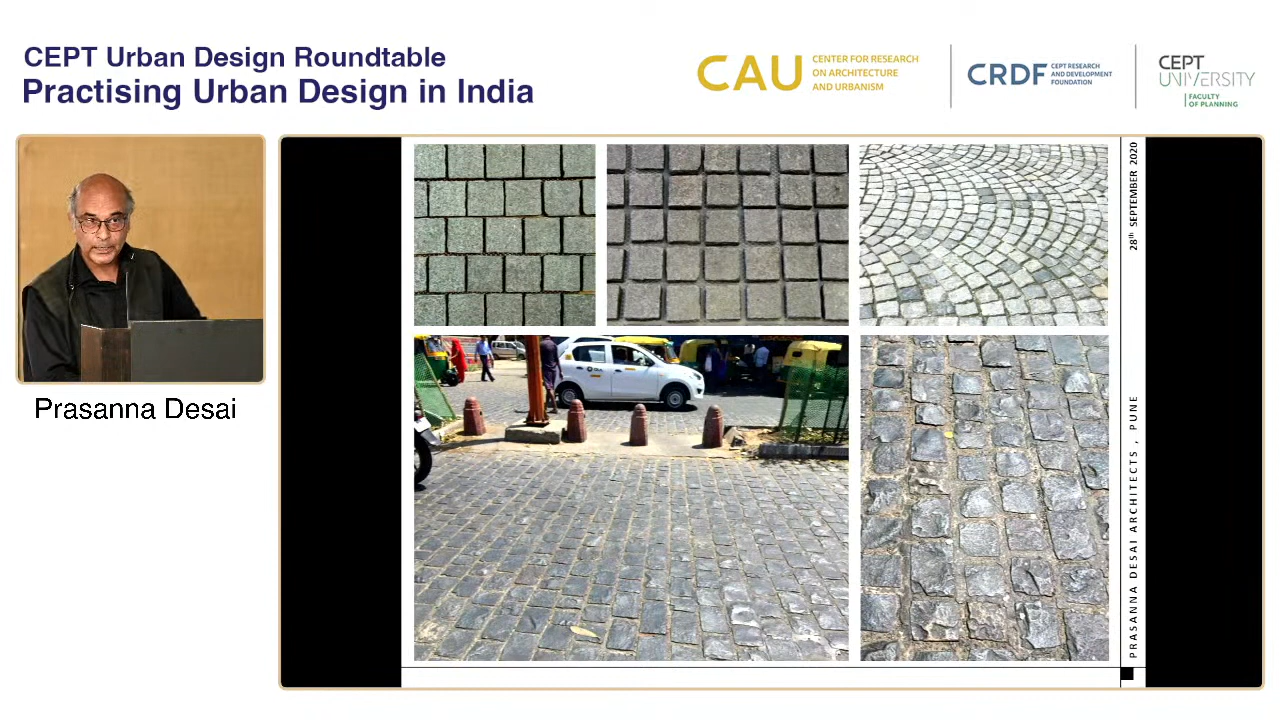 CEPT Urban Design Roundtable
Practising Urban Design in India
CAU
CENTER FOR RESEARCH
ON ARCHITECTURE
AND URBANISM
CRDF
CEPT RESEARCH
AND DEVELOPMENT
FOUNDATION
CEPT
UNIVERSITY
FACULTY
OF PLANNING
Prasanna Desai
28th SEPTEMBER 2020
PRASANNA DESAI ARCHITECTS , PUNE